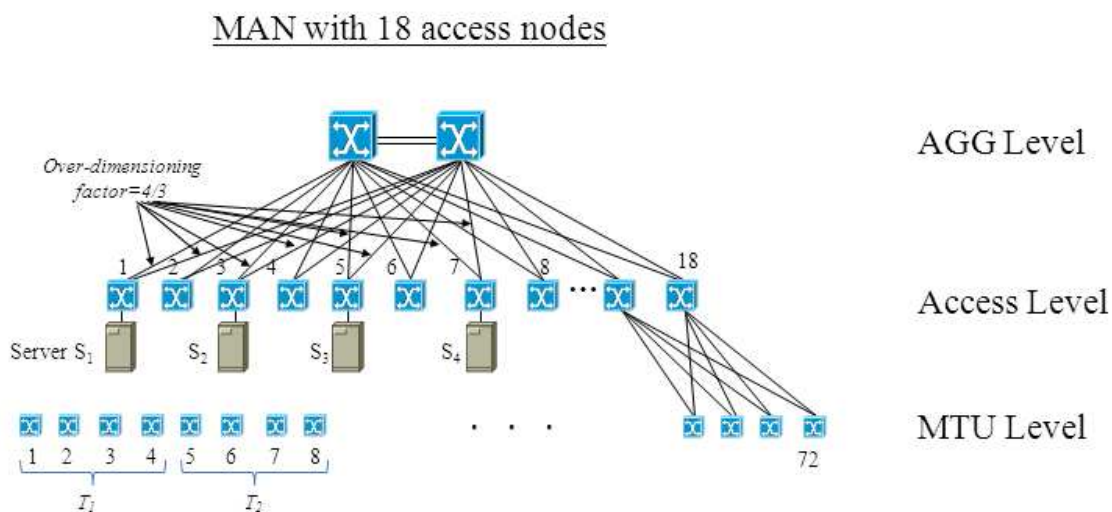 MAN with 18 access nodes
AGG Level
Over-dimensioning
factor=4/3
1 2 3 4 5 6 7 8 18
...
Access Level
Server S1 S2 S3 S4
. . .
MTU Level
1 2 3 4 5 6 7 8 72
T1 T2